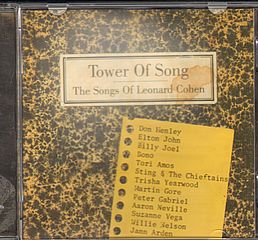 Tower Of Song
The Songs Of Leonard Cohen
Don Henley
Elton John
Billy Joel
Bono
Tori Amos
Sting & The Chieftains
Trisha Yearwood
Martin Gore
Peter Gabriel
Aaron Neville
Suzanne Vega
Willie Nelson
Jann Arden